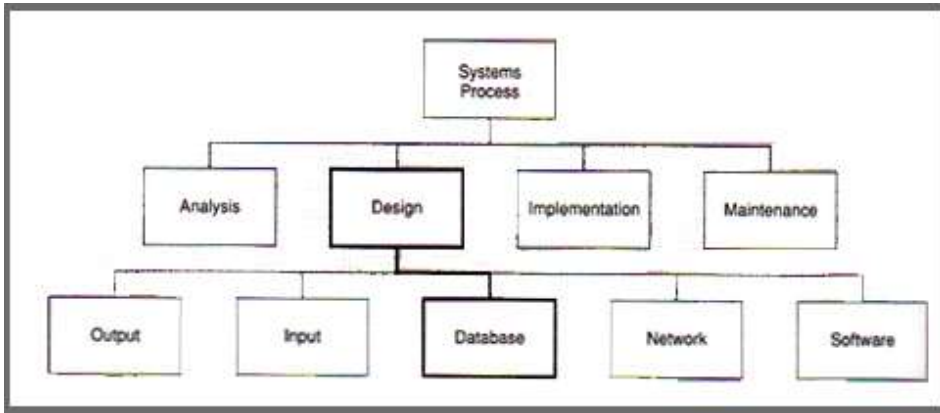 Systems
Process
Analysis
Design
Implementation
Maintenance
Output
Input
Database
Network
Software